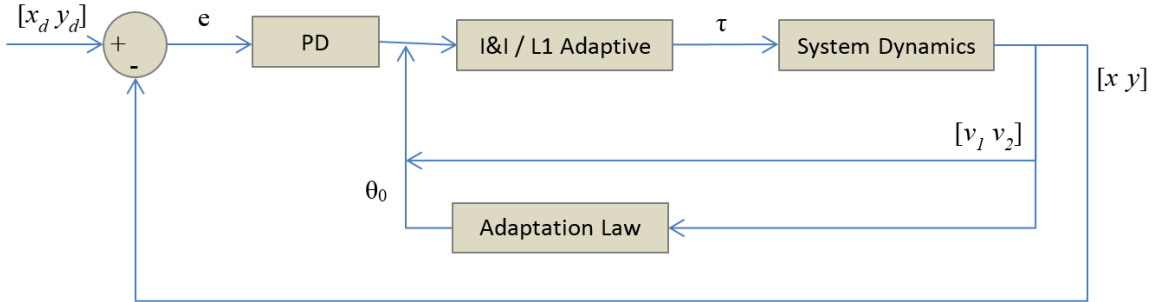 [x_d y_d]
+
-
e
PD
I&I / L1 Adaptive
τ
System Dynamics
[x y]
[v_1 v_2]
θ_0
Adaptation Law